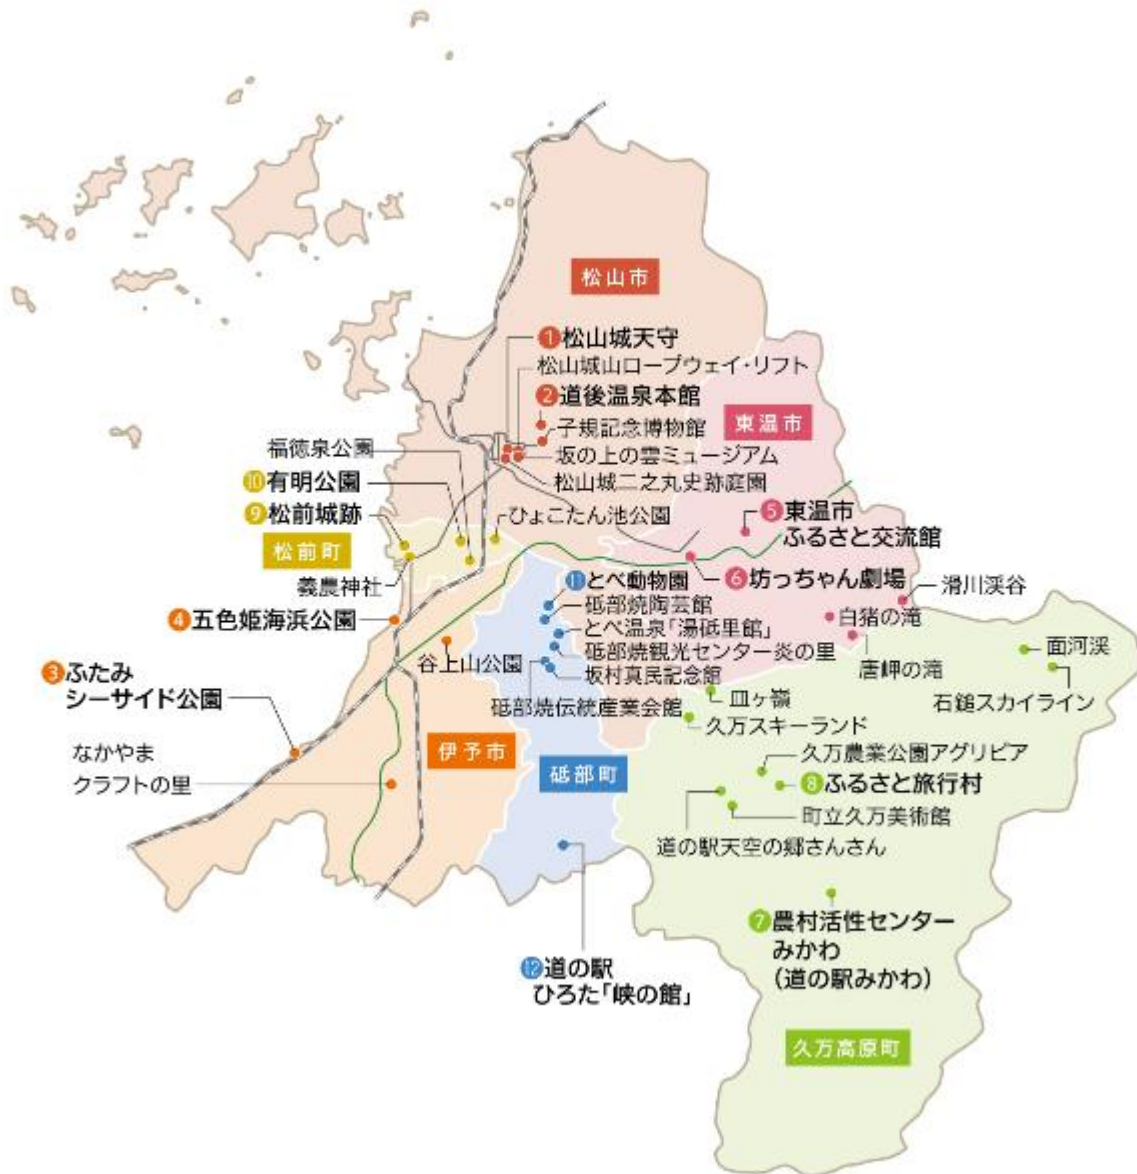 松山市
❶松山城天守
松山城山ロープウェイ・リフト
❷道後温泉本館
子規記念博物館
坂の上の雲ミュージアム
松山城二之丸史跡庭園
東温市
福徳泉公園
❿有明公園
❾松前城跡
松前町
ひょこたん池公園
義農神社
❺東温市
ふるさと交流館
❻坊っちゃん劇場
滑川渓谷
白猪の滝
唐岬の滝
面河渓
石鎚スカイライン
⓫とべ動物園
砥部焼陶芸館
とべ温泉「湯砥里館」
砥部焼観光センター炎の里
坂村真民記念館
砥部焼伝統産業会館
❹五色姫海浜公園
谷上山公園
❸ふたみ
シーサイド公園
なかやま
クラフトの里
伊予市
砥部町
皿ヶ嶺
久万スキーランド
久万農業公園アグリピア
❽ふるさと旅行村
町立久万美術館
道の駅天空の郷さんさん
❼農村活性センター
みかわ
（道の駅みかわ）
⓬道の駅
ひろた「峡の館」
久万高原町